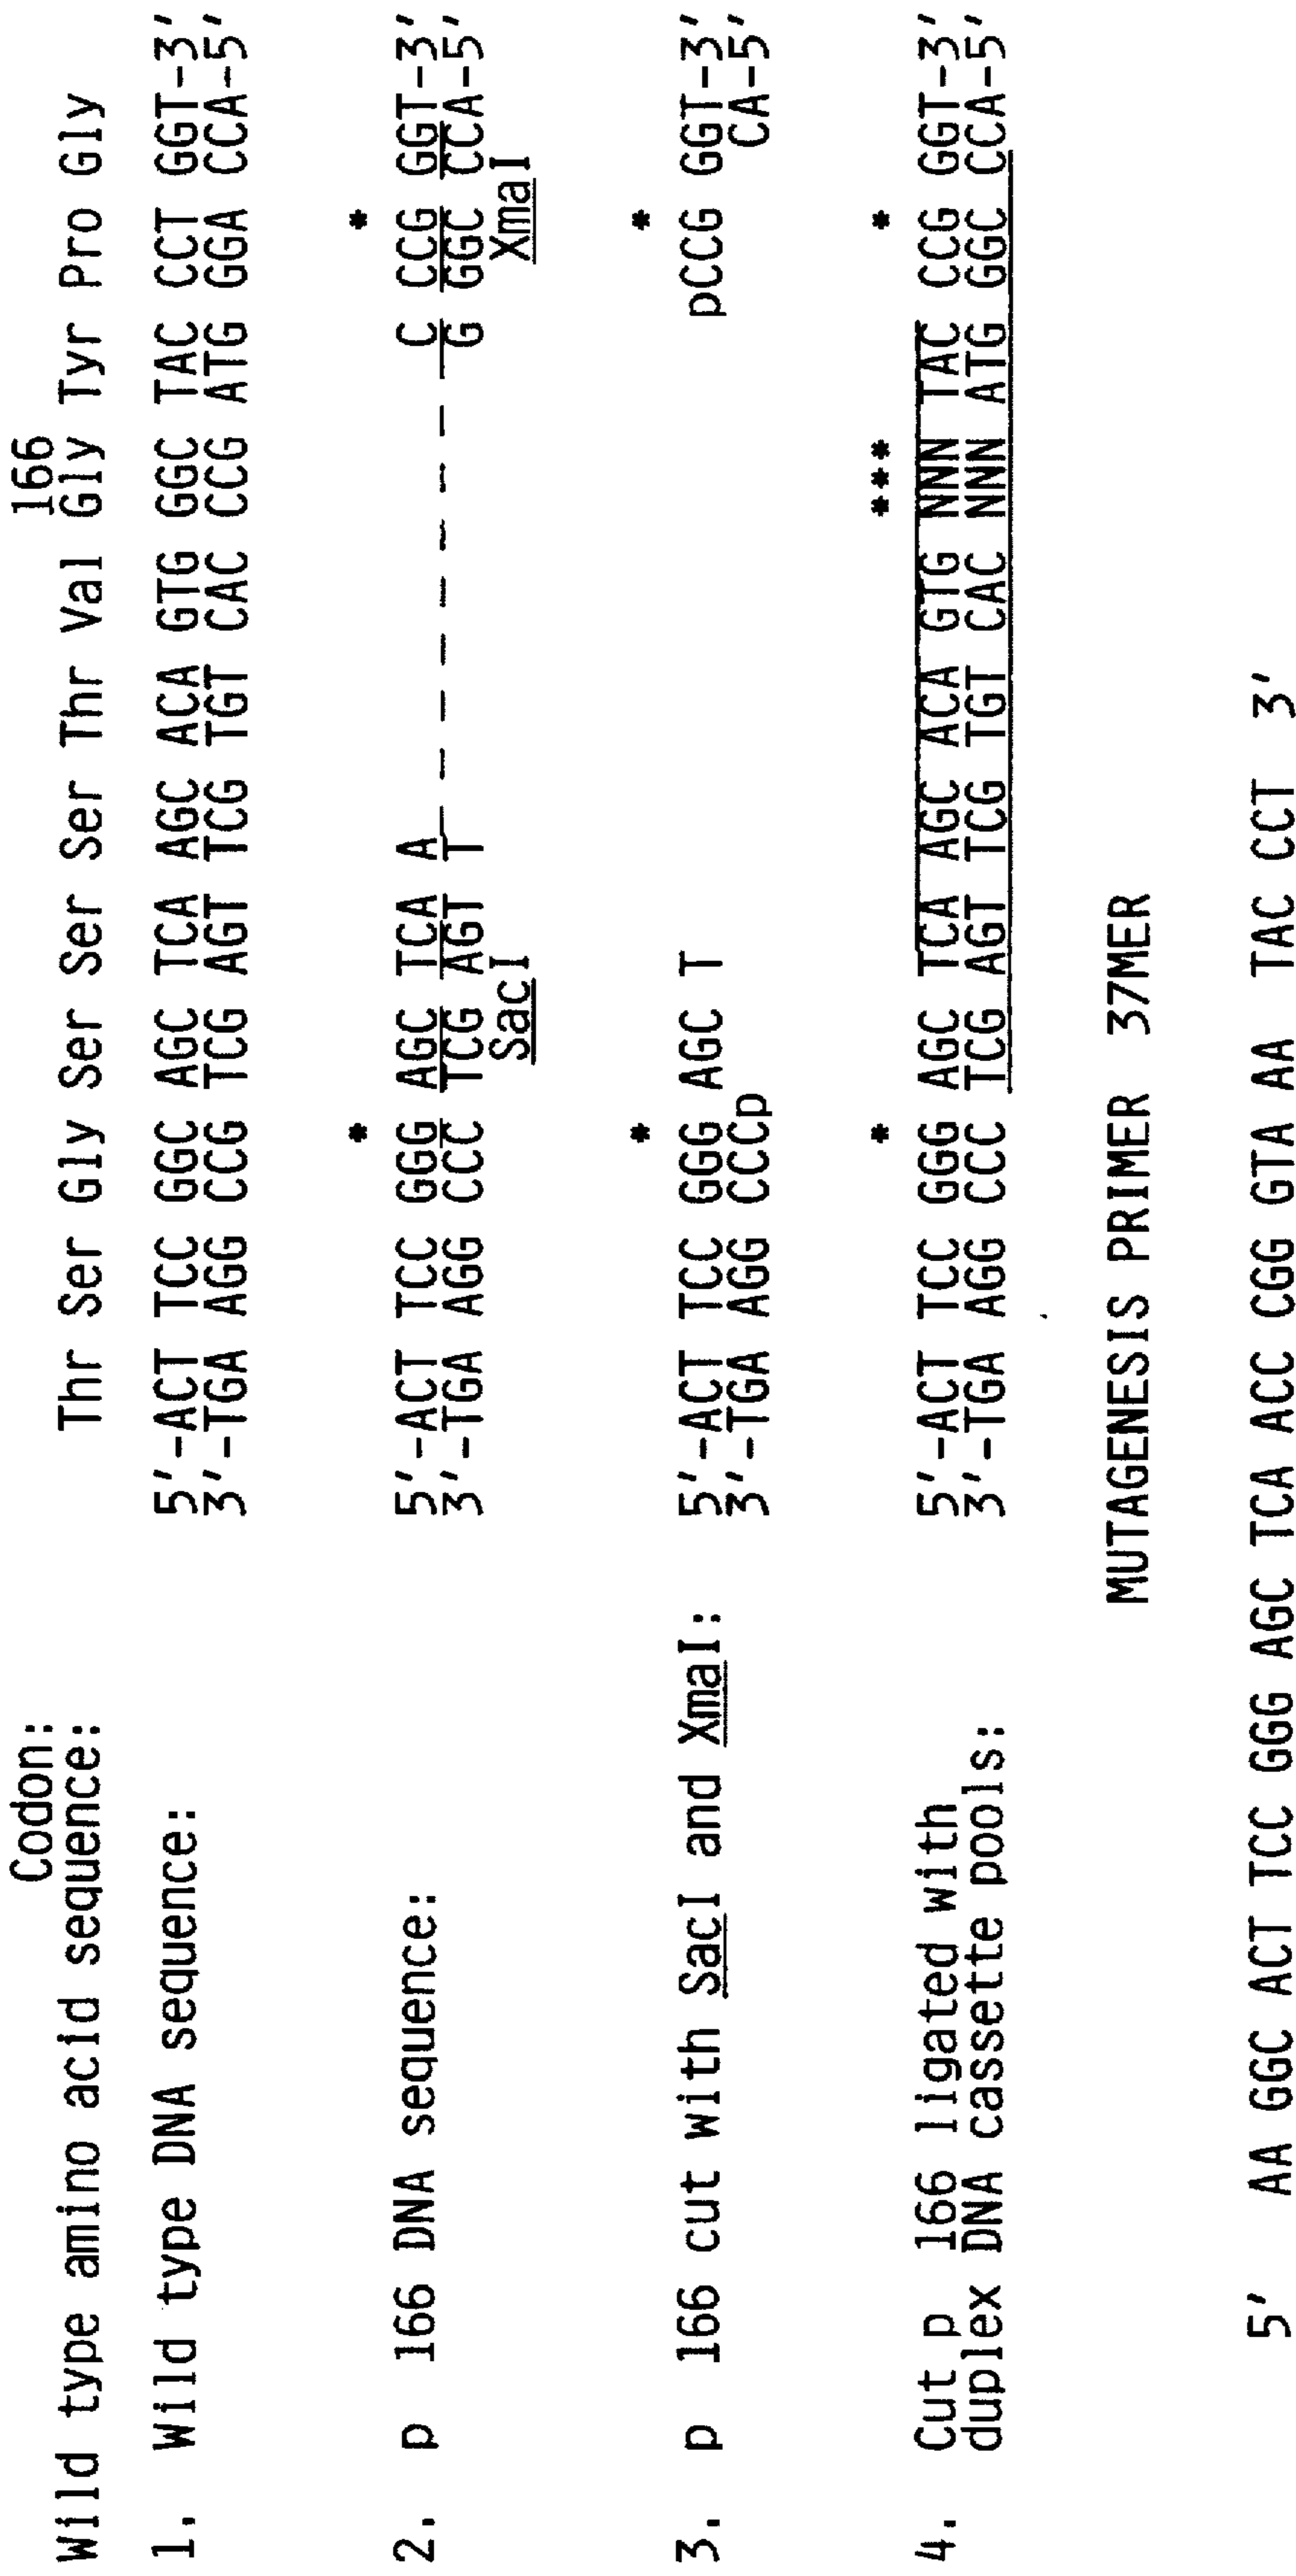 Codon: 166
Wild type amino acid sequence: Thr Ser Gly Ser Ser Ser Thr Val Gly Tyr Pro Gly
1. Wild type DNA sequence: 5'-ACT TCC GGC AGC TCA AGC ACA GTG GGC TAC CCT GGT-3'
3'-TGA AGG CCG TCG AGT TCG TGT CAC CCG ATG GGA CCA-5'
* *
2. p 166 DNA sequence: 5'-ACT TCC GGG AGC TCA A C CCG GGT-3'
3'-TGA AGG CCC TCG AGT T G GGC CCA-5'
SacI XmaI
* *
3. p 166 cut with SacI and XmaI: 5'-ACT TCC GGG AGC T pCCG GGT-3'
3'-TGA AGG CCCp CA-5'
* *** *
4. Cut p 166 ligated with 5'-ACT TCC GGG AGC TCA AGC ACA GTG NNN TAC CCG GGT-3'
duplex DNA cassette pools: 3'-TGA AGG CCC TCG AGT TCG TGT CAC NNN ATG GGC CCA-5'
MUTAGENESIS PRIMER 37MER
5' AA GGC ACT TCC GGG AGC TCA ACC CGG GTA AA TAC CCT 3'